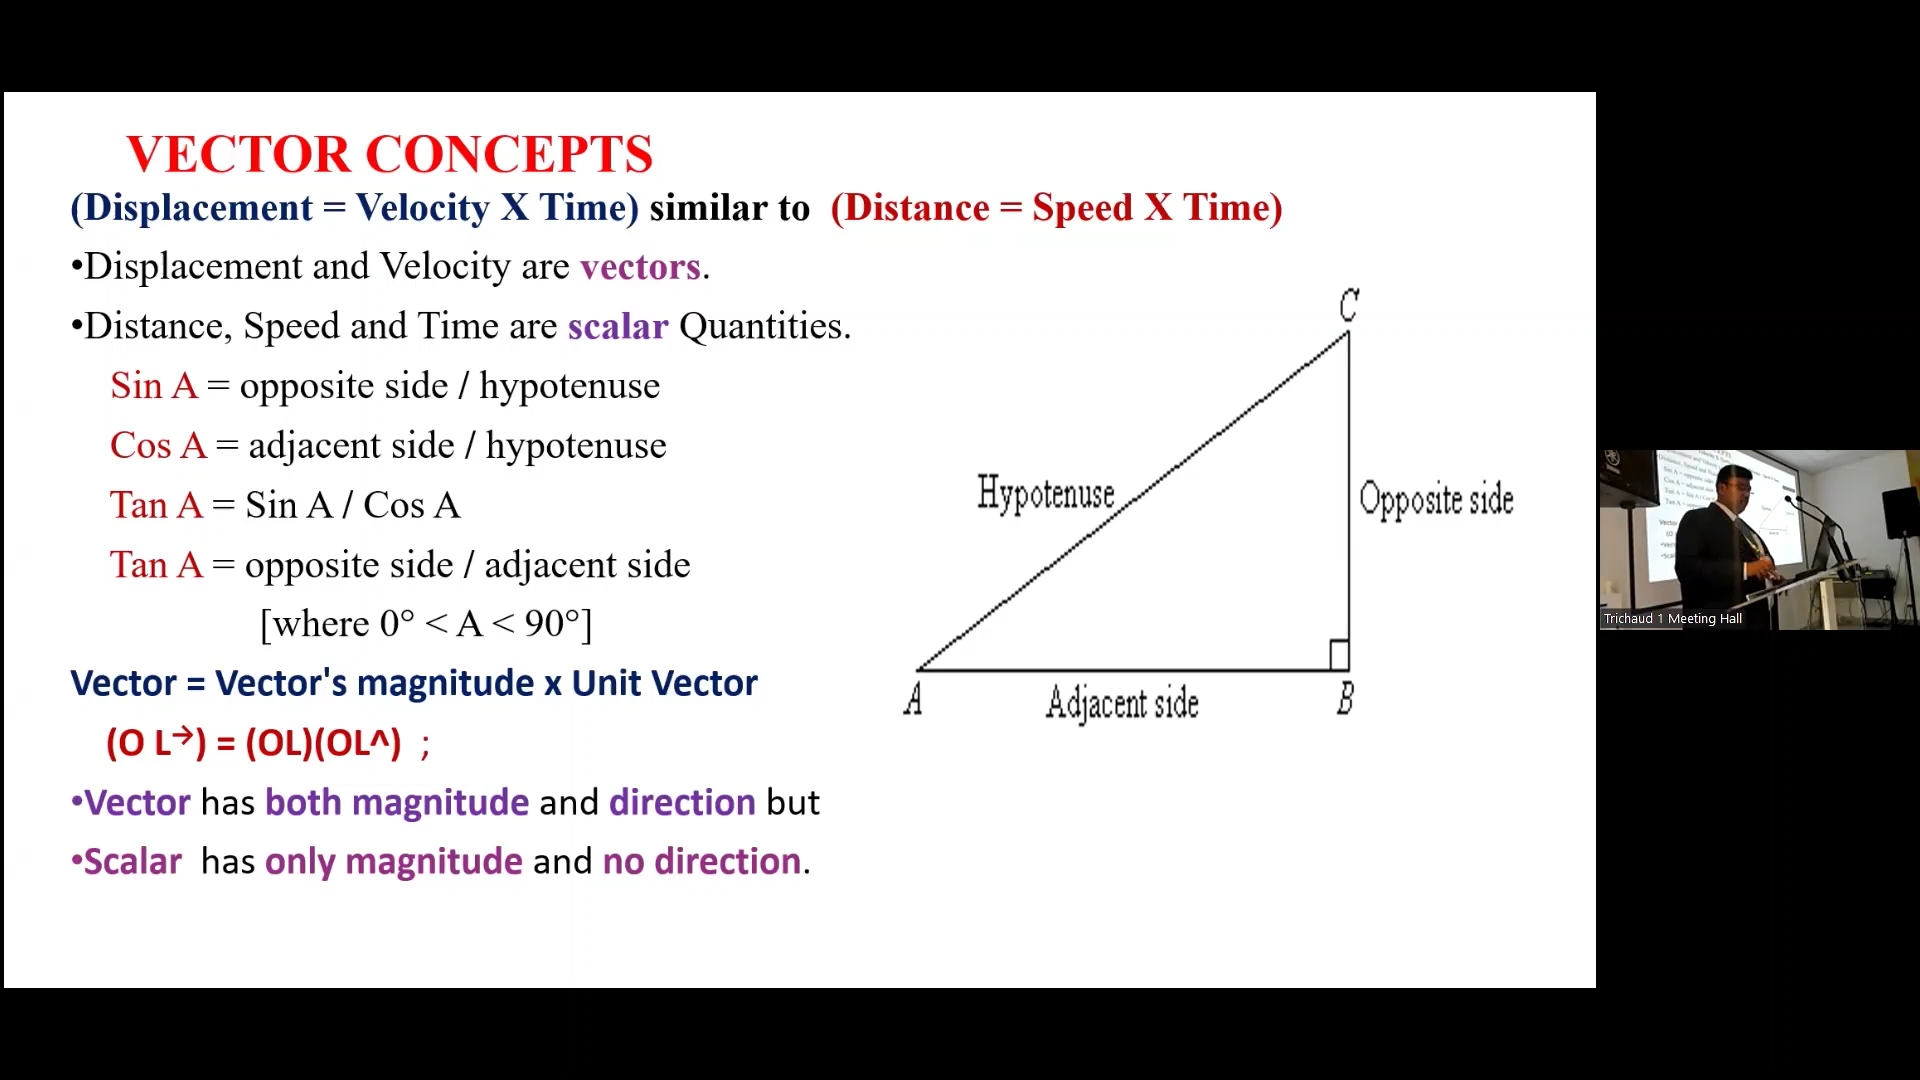 VECTOR CONCEPTS
(Displacement = Velocity X Time) similar to (Distance = Speed X Time)
•Displacement and Velocity are vectors.
•Distance, Speed and Time are scalar Quantities.
Sin A = opposite side / hypotenuse
Cos A = adjacent side / hypotenuse
Tan A = Sin A / Cos A
Tan A = opposite side / adjacent side
[where 0° < A < 90°]
Vector = Vector's magnitude x Unit Vector
(O L→) = (OL)(OL^) ;
•Vector has both magnitude and direction but
•Scalar has only magnitude and no direction.
C
Hypotenuse
Opposite side
A
Adjacent side
B
Trichaud 1 Meeting Hall